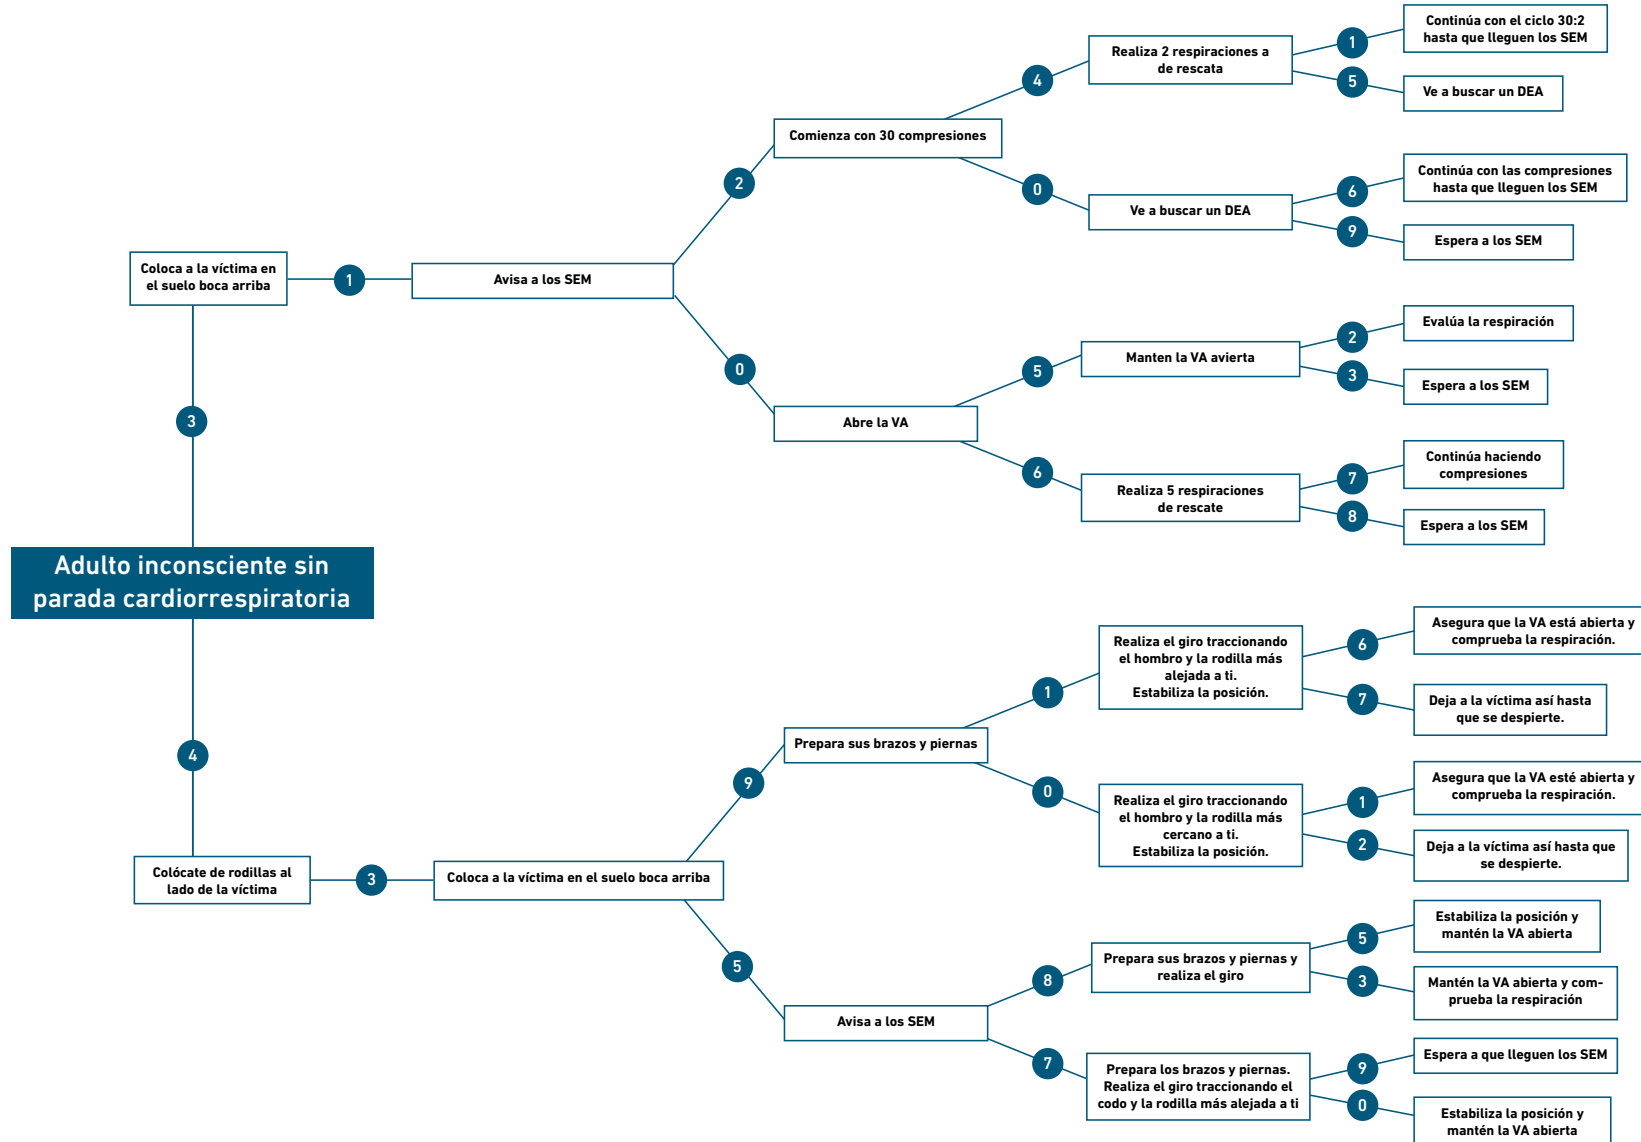 Adulto inconsciente sin
parada cardiorrespiratoria
3
Coloca a la víctima en
el suelo boca arriba
1
Avisa a los SEM
2
Comienza con 30 compresiones
4
Realiza 2 respiraciones a
de rescata
1
Continúa con el ciclo 30:2
hasta que lleguen los SEM
5
Ve a buscar un DEA
0
Ve a buscar un DEA
6
Continúa con las compresiones
hasta que lleguen los SEM
9
Espera a los SEM
0
Abre la VA
5
Manten la VA avierta
2
Evalúa la respiración
3
Espera a los SEM
6
Realiza 5 respiraciones
de rescate
7
Continúa haciendo
compresiones
8
Espera a los SEM
4
Colócate de rodillas al
lado de la víctima
3
Coloca a la víctima en el suelo boca arriba
9
Prepara sus brazos y piernas
1
Realiza el giro traccionando
el hombro y la rodilla más
alejada a ti.
Estabiliza la posición.
6
Asegura que la VA está abierta y
comprueba la respiración.
7
Deja a la víctima así hasta
que se despierte.
0
Realiza el giro traccionando
el hombro y la rodilla más
cercano a ti.
Estabiliza la posición.
1
Asegura que la VA esté abierta y
comprueba la respiración.
2
Deja a la víctima así hasta que
se despierte.
5
Avisa a los SEM
8
Prepara sus brazos y piernas y
realiza el giro
5
Estabiliza la posición y
mantén la VA abierta
3
Mantén la VA abierta y com-
prueba la respiración
7
Prepara los brazos y piernas.
Realiza el giro traccionando el
codo y la rodilla más alejada a ti
9
Espera a que lleguen los SEM
0
Estabiliza la posición y
mantén la VA abierta